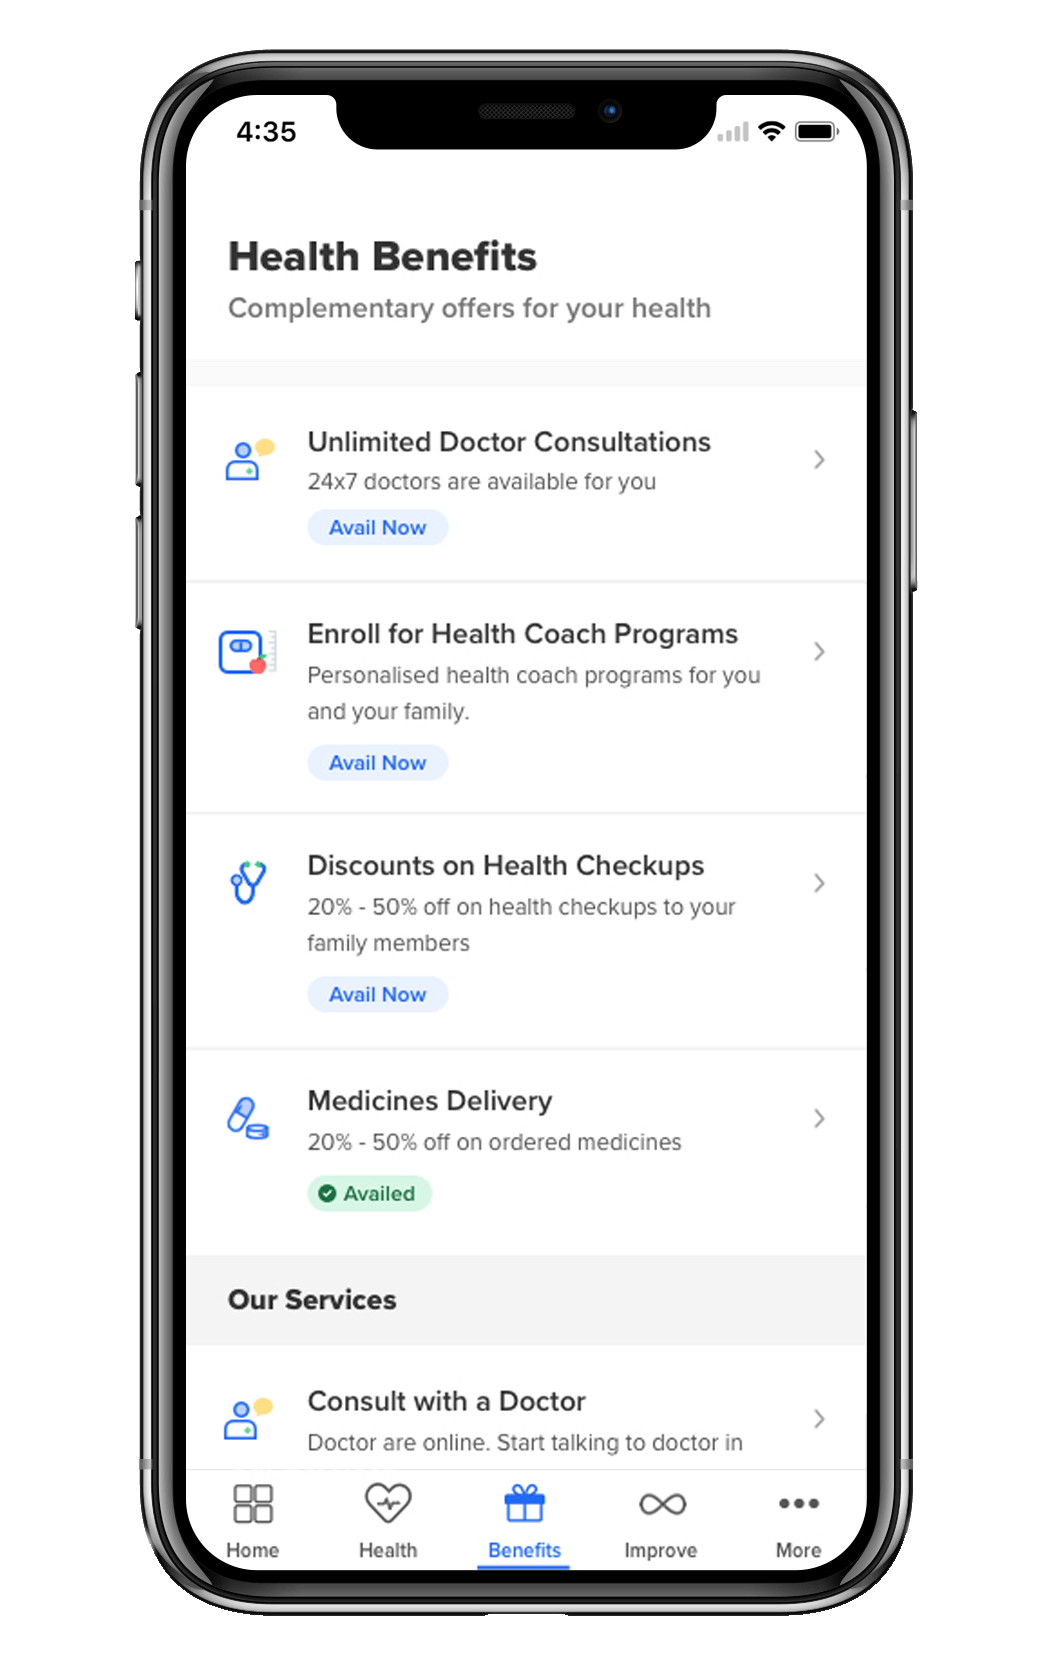 4:35
Health Benefits
Complementary offers for your health
Unlimited Doctor Consultations
24x7 doctors are available for you
Avail Now
Enroll for Health Coach Programs
Personalised health coach programs for you
and your family.
Avail Now
Discounts on Health Checkups
20% - 50% off on health checkups to your
family members
Avail Now
Medicines Delivery
20% - 50% off on ordered medicines
Availed
Our Services
Consult with a Doctor
Doctor are online. Start talking to doctor in
Home Health Benefits Improve More